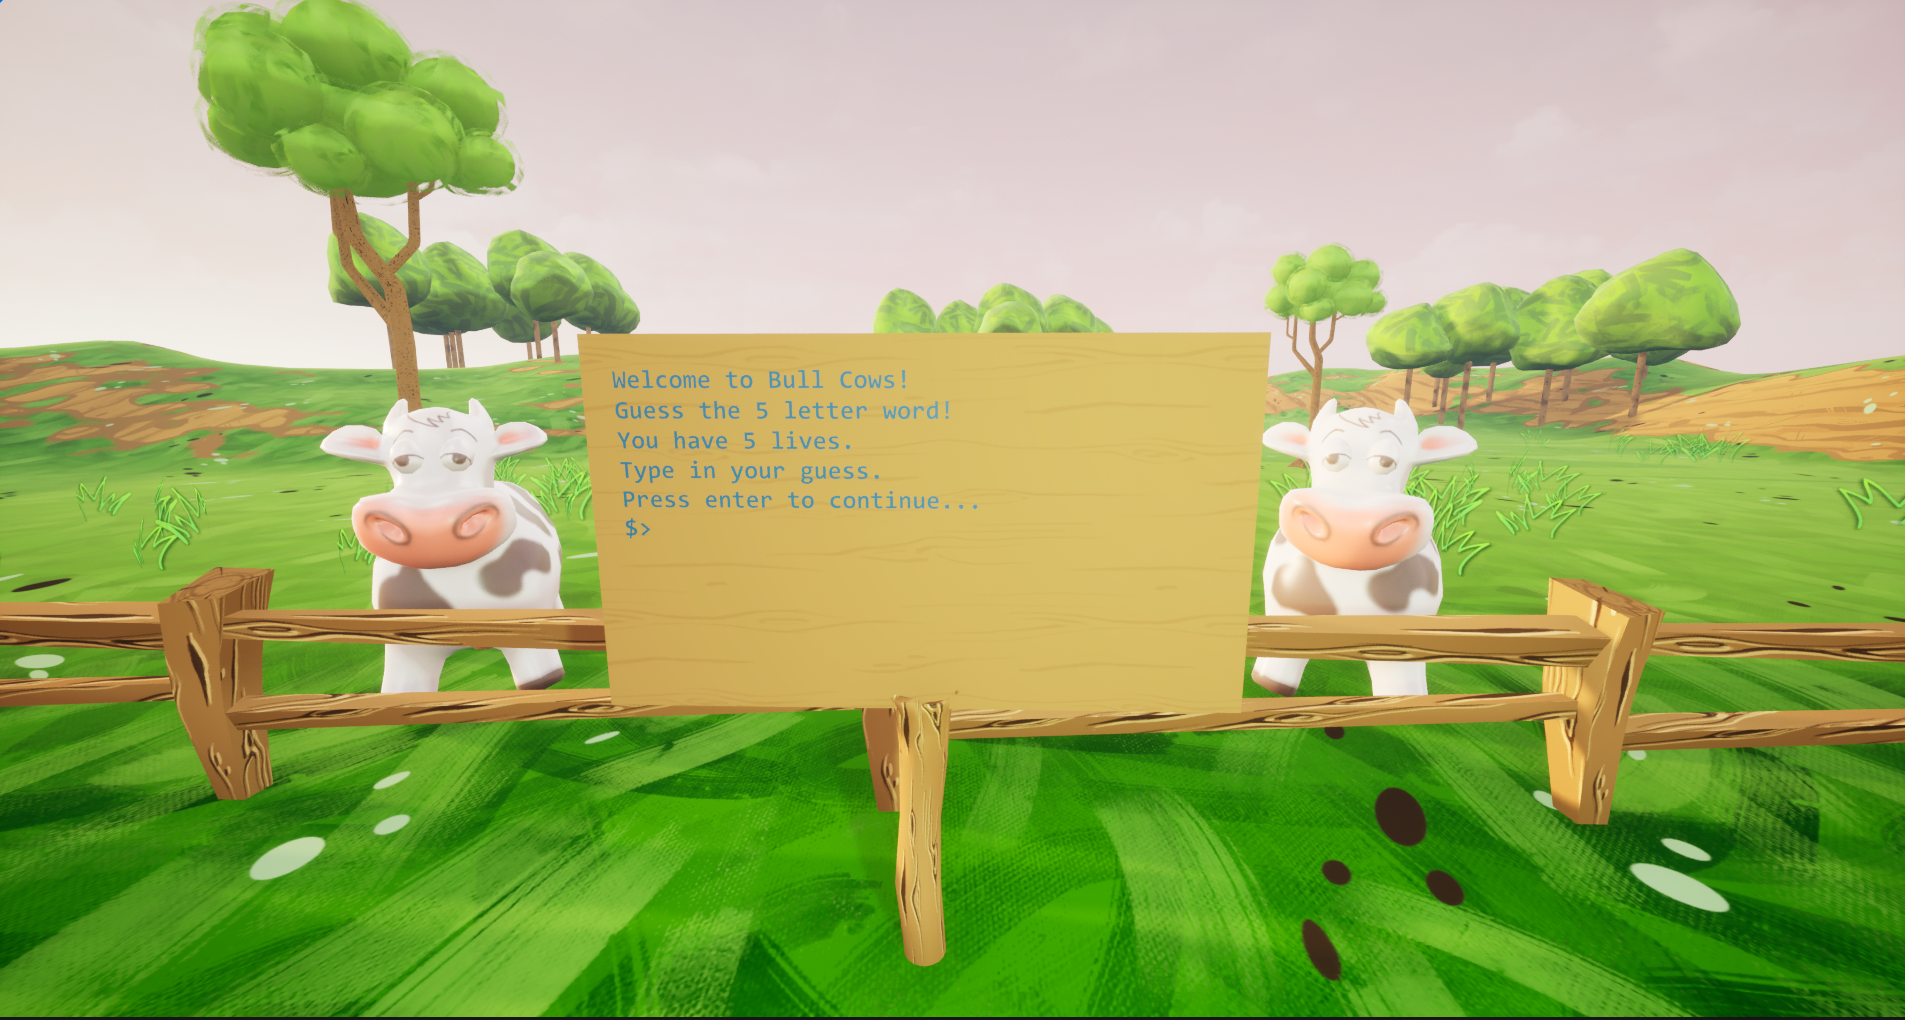 Welcome to Bull Cows!
Guess the 5 letter word!
You have 5 lives.
Type in your guess.
Press enter to continue...
$>